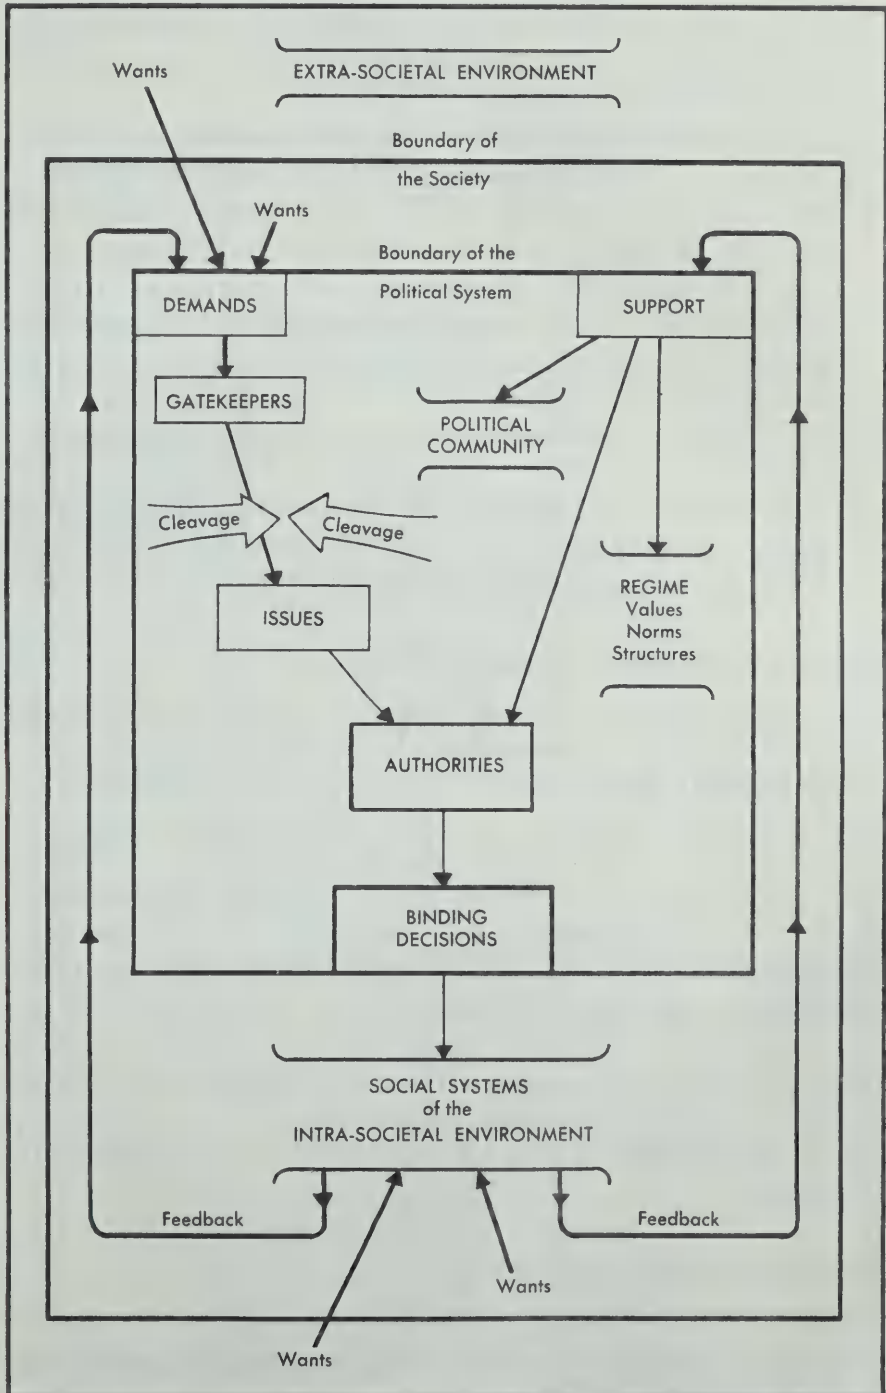 Wants
EXTRA-SOCIETAL ENVIRONMENT
Boundary of
the Society
Wants
Boundary of the
Political System
DEMANDS
SUPPORT
GATEKEEPERS
POLITICAL
COMMUNITY
Cleavage
Cleavage
REGIME
Values
Norms
Structures
ISSUES
AUTHORITIES
BINDING
DECISIONS
SOCIAL SYSTEMS
of the
INTRA-SOCIETAL ENVIRONMENT
Feedback
Feedback
Wants
Wants